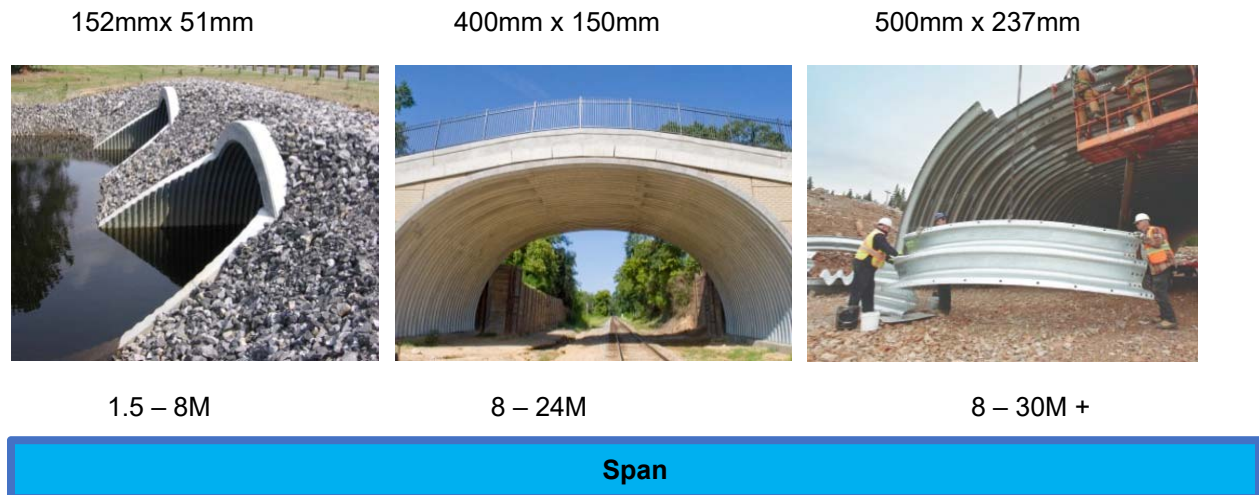 152mmx 51mm
400mm x 150mm
500mm x 237mm
1.5 – 8M
8 – 24M
8 – 30M +
Span